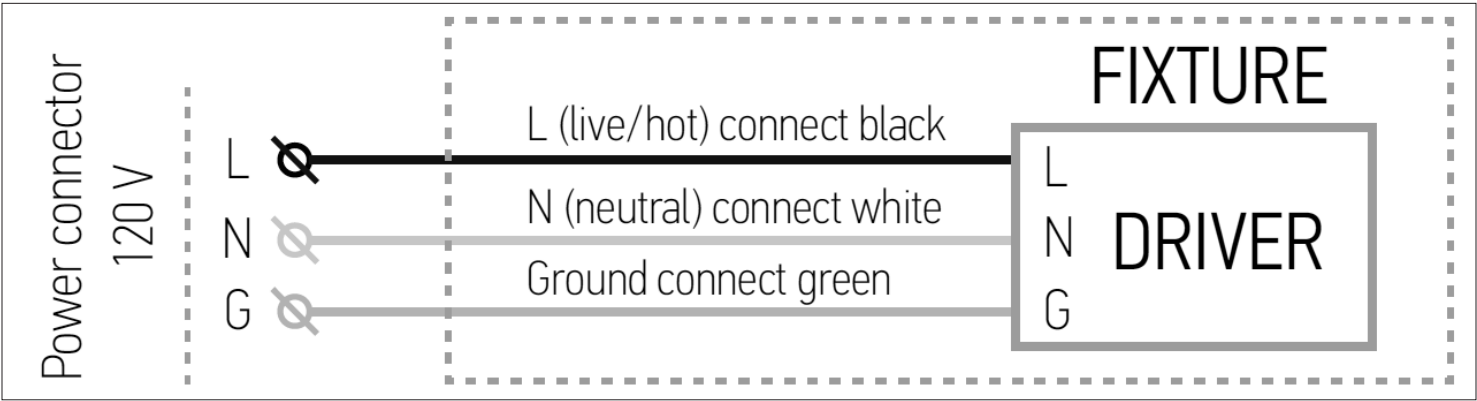 Power connector
120 V
L
N
G
L (live/hot) connect black
N (neutral) connect white
Ground connect green
FIXTURE
L
N
G
DRIVER